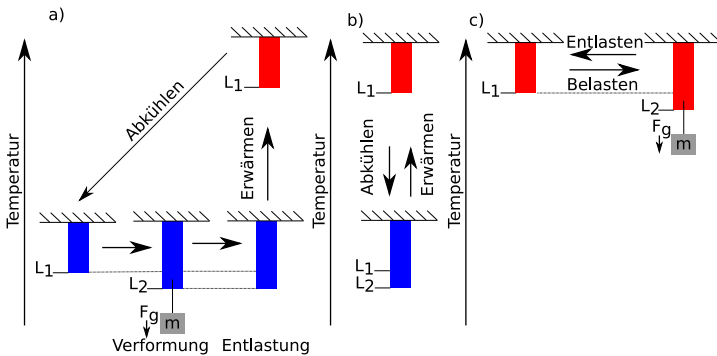 a)
Temperatur
L1
Abkühlen
Erwärmen
L1
L2
Fg
m
Verformung
Entlastung
b)
Temperatur
L1
Abkühlen
Erwärmen
L1
L2
c)
Temperatur
Entlasten
Belasten
L1
L2
Fg
m